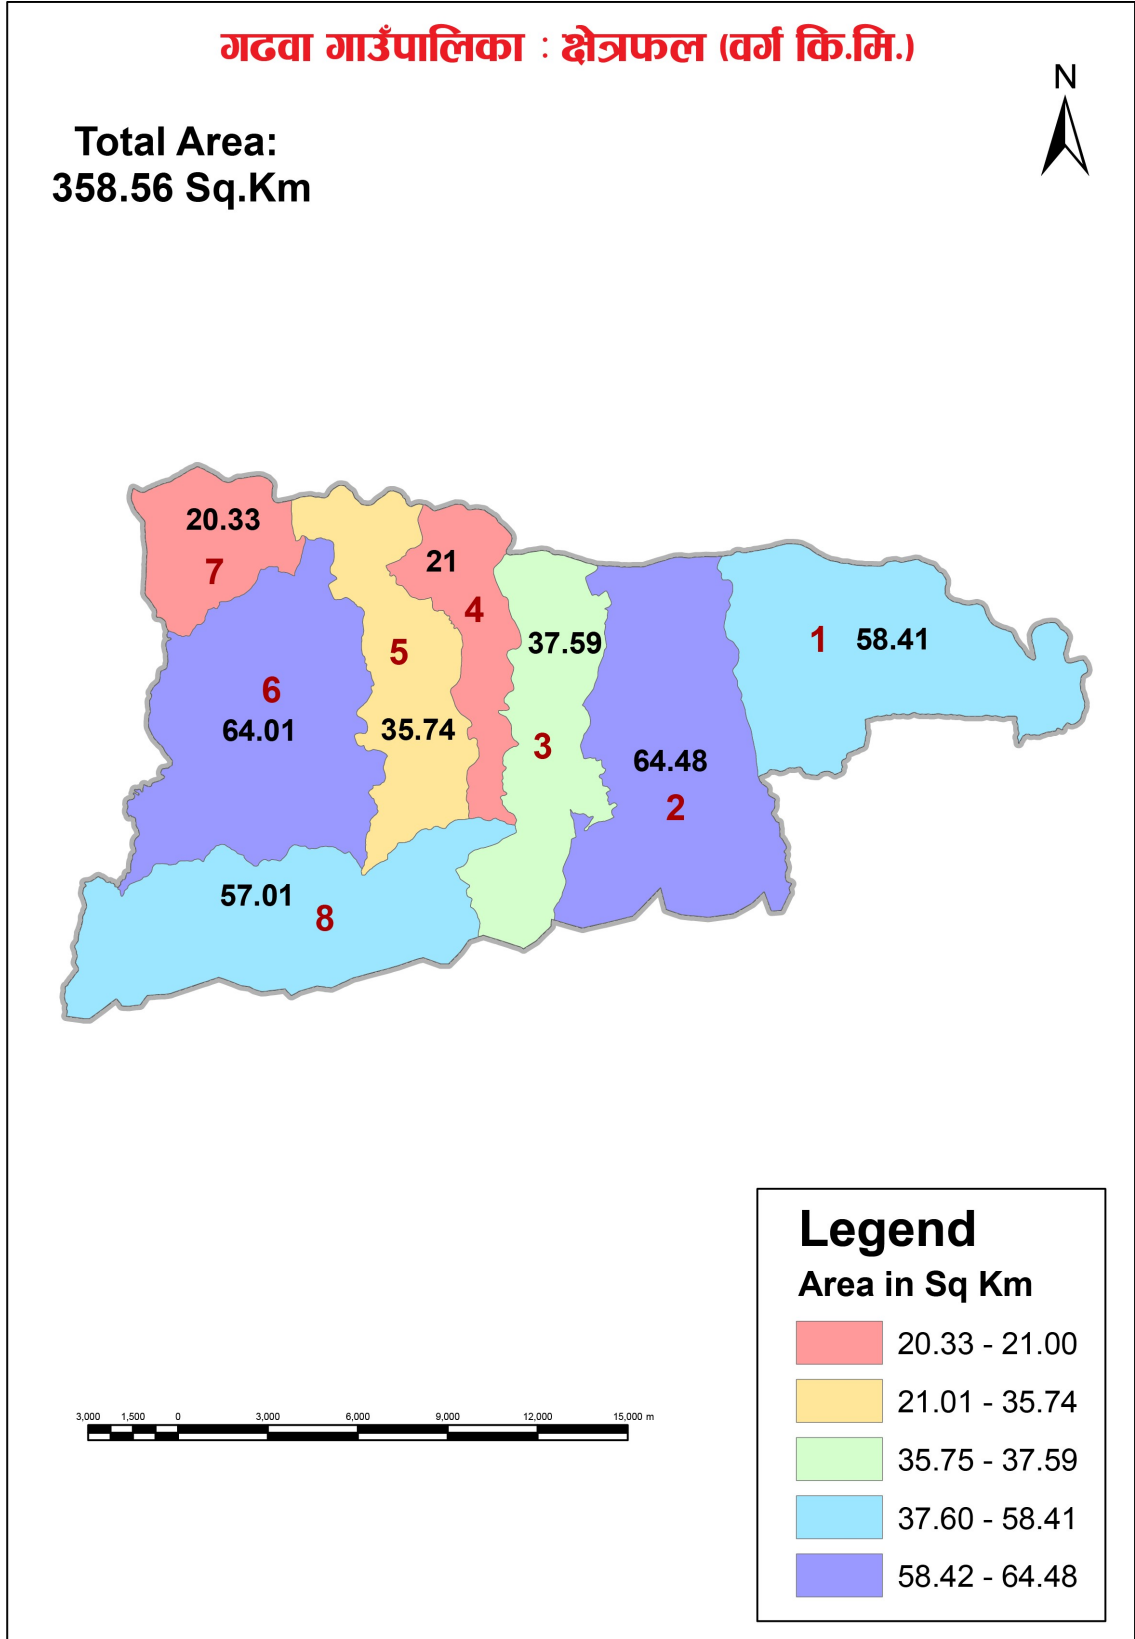 गढवा गाउँपालिका : क्षेत्रफल (वर्ग कि.मि.)
N
Total Area:
358.56 Sq.Km
20.33
7
21
4
5
37.59
3
1 58.41
6
64.01
35.74
64.48
2
57.01
8
Legend
Area in Sq Km
20.33 - 21.00
21.01 - 35.74
35.75 - 37.59
37.60 - 58.41
58.42 - 64.48
3,000 1,500 0 3,000 6,000 9,000 12,000 15,000 m